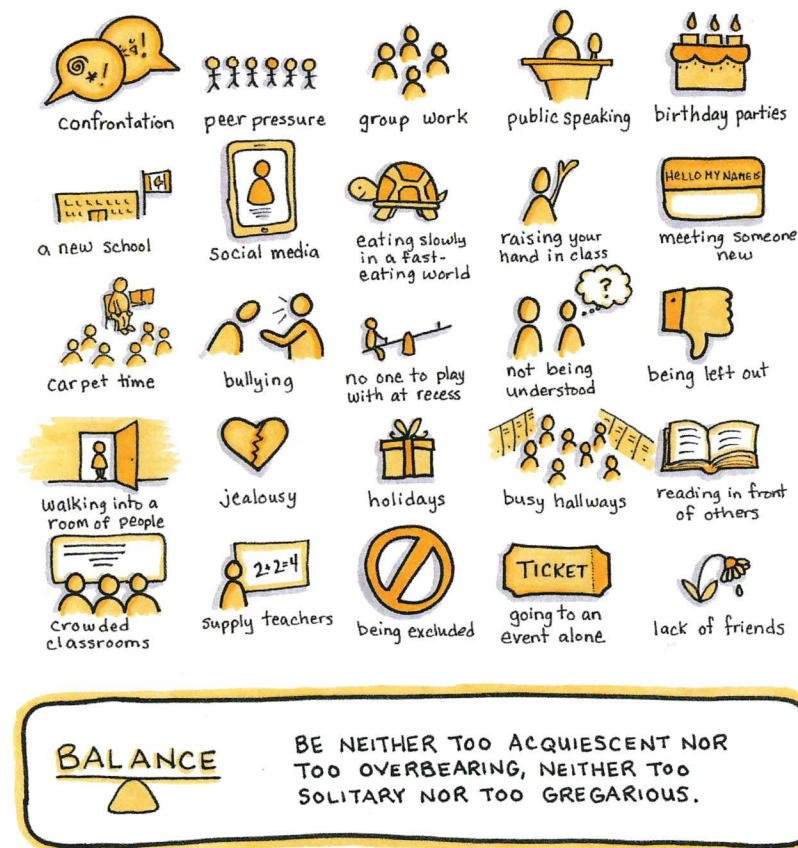 confrontation
peer pressure
group work
public speaking
birthday parties
a new school
social media
eating slowly
in a fast-
eating world
raising your
hand in class
HELLO MY NAME IS
meeting someone
new
carpet time
bullying
no one to play
with at recess
?
not being
understood
being left out
walking into a
room of people
jealousy
holidays
busy hallways
reading in front
of others
crowded
classrooms
2+2=4
supply teachers
being excluded
TICKET
going to an
event alone
lack of friends
BALANCE
BE NEITHER TOO ACQUIESCENT NOR
TOO OVERBEARING, NEITHER TOO
SOLITARY NOR TOO GREGARIOUS.